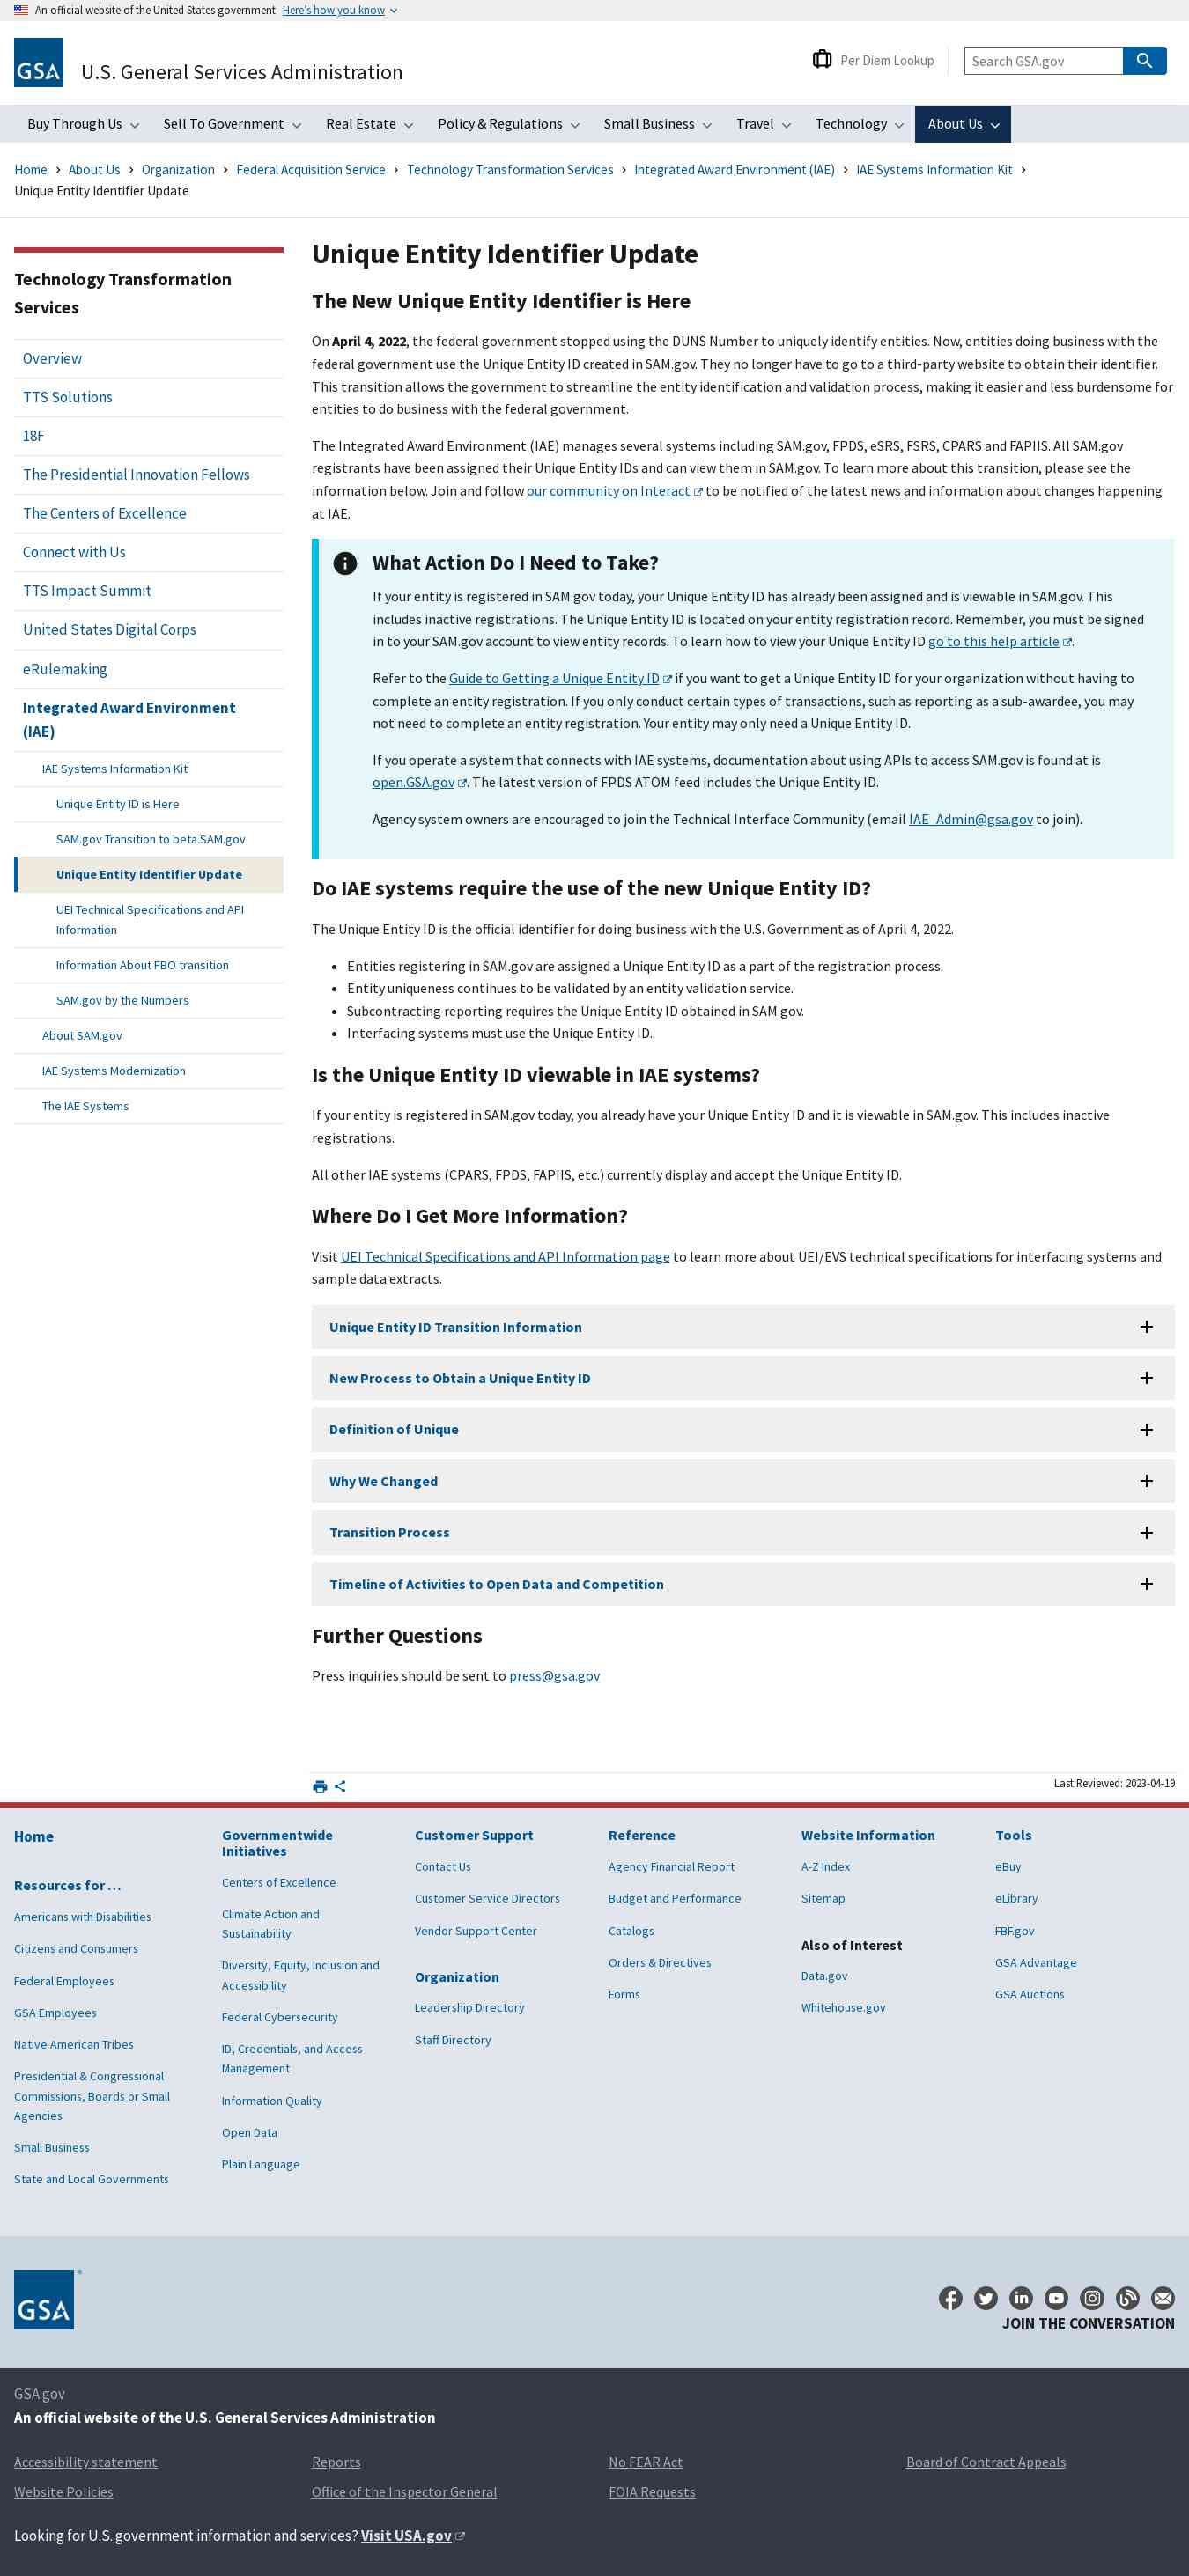 An official website of the United States government Here's how you know
GSA
U.S. General Services Administration
Per Diem Lookup
Search GSA.gov
Buy Through Us Sell To Government Real Estate Policy & Regulations Small Business Travel Technology About Us
Home > About Us > Organization > Federal Acquisition Service > Technology Transformation Services > Integrated Award Environment (IAE) > IAE Systems Information Kit >
Unique Entity Identifier Update
Technology Transformation
Services
Overview
TTS Solutions
18F
The Presidential Innovation Fellows
The Centers of Excellence
Connect with Us
TTS Impact Summit
United States Digital Corps
eRulemaking
Integrated Award Environment
(IAE)
IAE Systems Information Kit
Unique Entity ID is Here
SAM.gov Transition to beta.SAM.gov
Unique Entity Identifier Update
UEI Technical Specifications and API
Information
Information About FBO transition
SAM.gov by the Numbers
About SAM.gov
IAE Systems Modernization
The IAE Systems
Unique Entity Identifier Update
The New Unique Entity Identifier is Here
On April 4, 2022, the federal government stopped using the DUNS Number to uniquely identify entities. Now, entities doing business with the
federal government use the Unique Entity ID created in SAM.gov. They no longer have to go to a third-party website to obtain their identifier.
This transition allows the government to streamline the entity identification and validation process, making it easier and less burdensome for
entities to do business with the federal government.
The Integrated Award Environment (IAE) manages several systems including SAM.gov, FPDS, eSRS, FSRS, CPARS and FAPIIS. All SAM.gov
registrants have been assigned their Unique Entity IDs and can view them in SAM.gov. To learn more about this transition, please see the
information below. Join and follow our community on Interact to be notified of the latest news and information about changes happening
at IAE.
What Action Do I Need to Take?
If your entity is registered in SAM.gov today, your Unique Entity ID has already been assigned and is viewable in SAM.gov. This
includes inactive registrations. The Unique Entity ID is located on your entity registration record. Remember, you must be signed
in to your SAM.gov account to view entity records. To learn how to view your Unique Entity ID go to this help article.
Refer to the Guide to Getting a Unique Entity ID if you want to get a Unique Entity ID for your organization without having to
complete an entity registration. If you only conduct certain types of transactions, such as reporting as a sub-awardee, you may
not need to complete an entity registration. Your entity may only need a Unique Entity ID.
If you operate a system that connects with IAE systems, documentation about using APIs to access SAM.gov is found at is
open.GSA.gov. The latest version of FPDS ATOM feed includes the Unique Entity ID.
Agency system owners are encouraged to join the Technical Interface Community (email IAE_Admin@gsa.gov to join).
Do IAE systems require the use of the new Unique Entity ID?
The Unique Entity ID is the official identifier for doing business with the U.S. Government as of April 4, 2022.
• Entities registering in SAM.gov are assigned a Unique Entity ID as a part of the registration process.
• Entity uniqueness continues to be validated by an entity validation service.
• Subcontracting reporting requires the Unique Entity ID obtained in SAM.gov.
• Interfacing systems must use the Unique Entity ID.
Is the Unique Entity ID viewable in IAE systems?
If your entity is registered in SAM.gov today, you already have your Unique Entity ID and it is viewable in SAM.gov. This includes inactive
registrations.
All other IAE systems (CPARS, FPDS, FAPIIS, etc.) currently display and accept the Unique Entity ID.
Where Do I Get More Information?
Visit UEI Technical Specifications and API Information page to learn more about UEI/EVS technical specifications for interfacing systems and
sample data extracts.
Unique Entity ID Transition Information
New Process to Obtain a Unique Entity ID
Definition of Unique
Why We Changed
Transition Process
Timeline of Activities to Open Data and Competition
Further Questions
Press inquiries should be sent to press@gsa.gov
Last Reviewed: 2023-04-19
Home
Resources for …
Americans with Disabilities
Citizens and Consumers
Federal Employees
GSA Employees
Native American Tribes
Presidential & Congressional
Commissions, Boards or Small
Agencies
Small Business
State and Local Governments
Governmentwide
Initiatives
Centers of Excellence
Climate Action and
Sustainability
Diversity, Equity, Inclusion and
Accessibility
Federal Cybersecurity
ID, Credentials, and Access
Management
Information Quality
Open Data
Plain Language
Customer Support
Contact Us
Customer Service Directors
Vendor Support Center
Organization
Leadership Directory
Staff Directory
Reference
Agency Financial Report
Budget and Performance
Catalogs
Orders & Directives
Forms
Website Information
A-Z Index
Sitemap
Also of Interest
Data.gov
Whitehouse.gov
Tools
eBuy
eLibrary
FBF.gov
GSA Advantage
GSA Auctions
GSA ®
JOIN THE CONVERSATION
GSA.gov
An official website of the U.S. General Services Administration
Accessibility statement Reports No FEAR Act Board of Contract Appeals
Website Policies Office of the Inspector General FOIA Requests
Looking for U.S. government information and services? Visit USA.gov